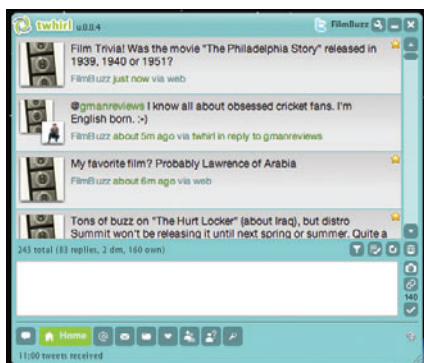 twhirl v.0.8.4
FilmBuzz
Film Trivia! Was the movie "The Philadelphia Story" released in
1939, 1940 or 1951?
FilmBuzz just now via web
@gmanreviews I know all about obsessed cricket fans. I'm
English born. :-)
FilmBuzz about 5m ago via twhirl in reply to gmanreviews
My favorite film? Probably Lawrence of Arabia
FilmBuzz about 6m ago via web
Tons of buzz on "The Hurt Locker" (about Iraq), but distro
Summit won't be releasing it until next spring or summer. Quite a
243 total (83 replies, 2 dm, 160 own)
140
Home
11:00 tweets received